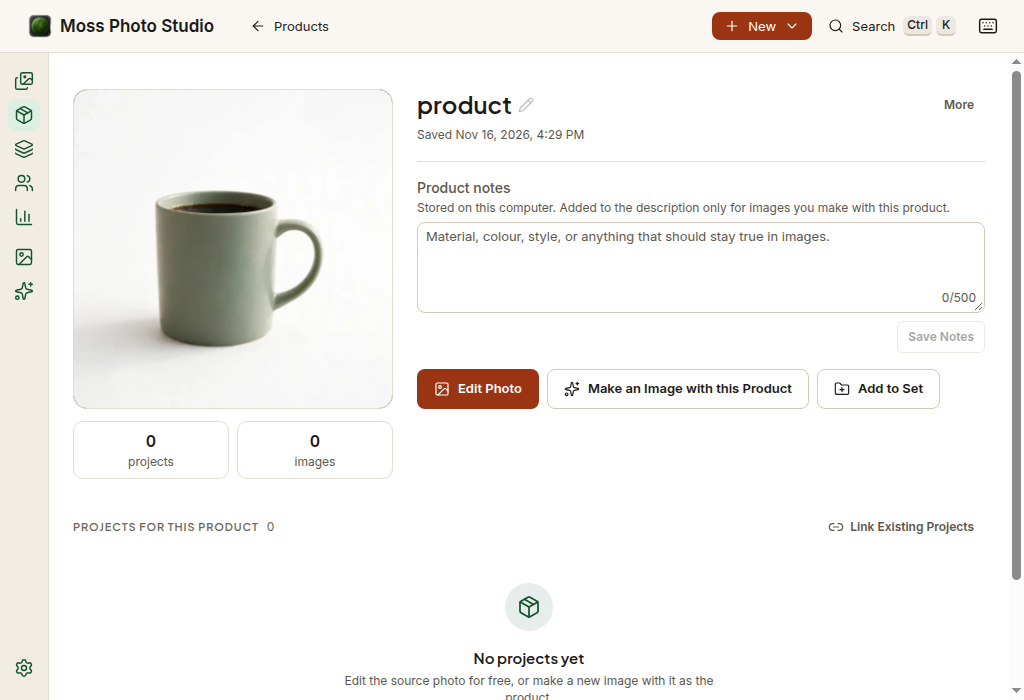 Moss Photo Studio
Products
New
Search
Ctrl
K
product
More
Saved Nov 16, 2026, 4:29 PM
Product notes
Stored on this computer. Added to the description only for images you make with this product.
Material, colour, style, or anything that should stay true in images.
0/500
Save Notes
Edit Photo
Make an Image with this Product
Add to Set
0
projects
0
images
PROJECTS FOR THIS PRODUCT 0
Link Existing Projects
No projects yet
Edit the source photo for free, or make a new image with it as the
product.